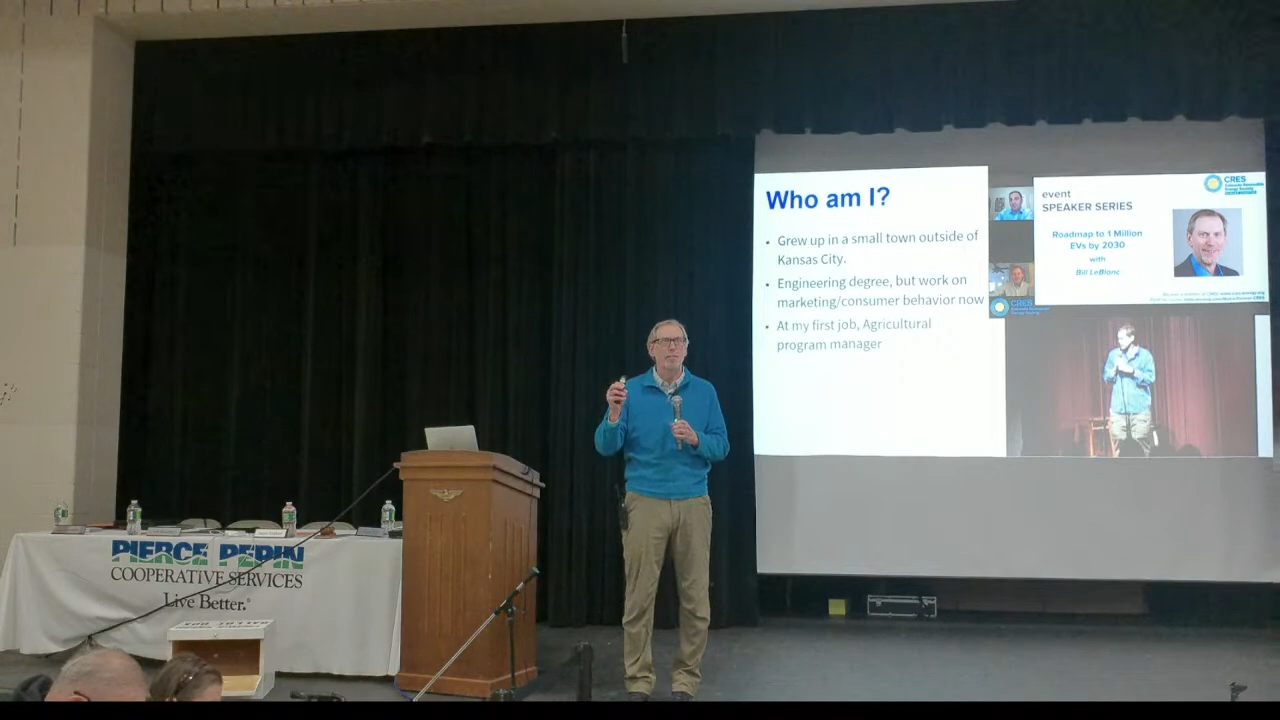 Who am I?
Grew up in a small town outside of
Kansas City.
Engineering degree, but work on
marketing/consumer behavior now
At my first job, Agricultural
program manager
CRES
event
SPEAKER SERIES
Roadmap to 1 Million
EVs by 2030
with
Bill LeBlanc
CRES
PIERCE PEPIN
COOPERATIVE SERVICES
Live Better.®